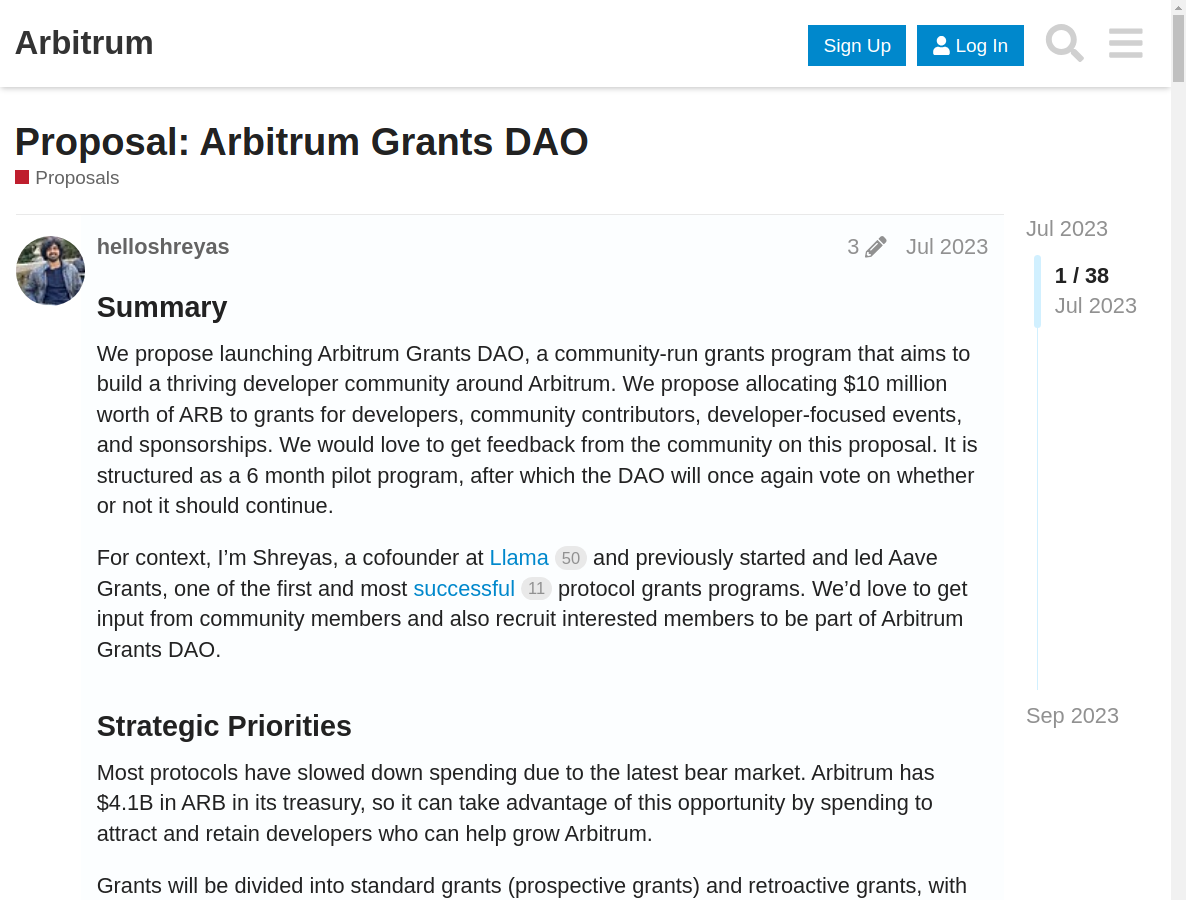 Arbitrum
Sign Up
Log In
Proposal: Arbitrum Grants DAO
Proposals
helloshreyas
3
Jul 2023
Summary
We propose launching Arbitrum Grants DAO, a community-run grants program that aims to
build a thriving developer community around Arbitrum. We propose allocating $10 million
worth of ARB to grants for developers, community contributors, developer-focused events,
and sponsorships. We would love to get feedback from the community on this proposal. It is
structured as a 6 month pilot program, after which the DAO will once again vote on whether
or not it should continue.
For context, I’m Shreyas, a cofounder at Llama 50 and previously started and led Aave
Grants, one of the first and most successful 11 protocol grants programs. We’d love to get
input from community members and also recruit interested members to be part of Arbitrum
Grants DAO.
Strategic Priorities
Most protocols have slowed down spending due to the latest bear market. Arbitrum has
$4.1B in ARB in its treasury, so it can take advantage of this opportunity by spending to
attract and retain developers who can help grow Arbitrum.
Grants will be divided into standard grants (prospective grants) and retroactive grants, with
Jul 2023
1 / 38
Jul 2023
Sep 2023